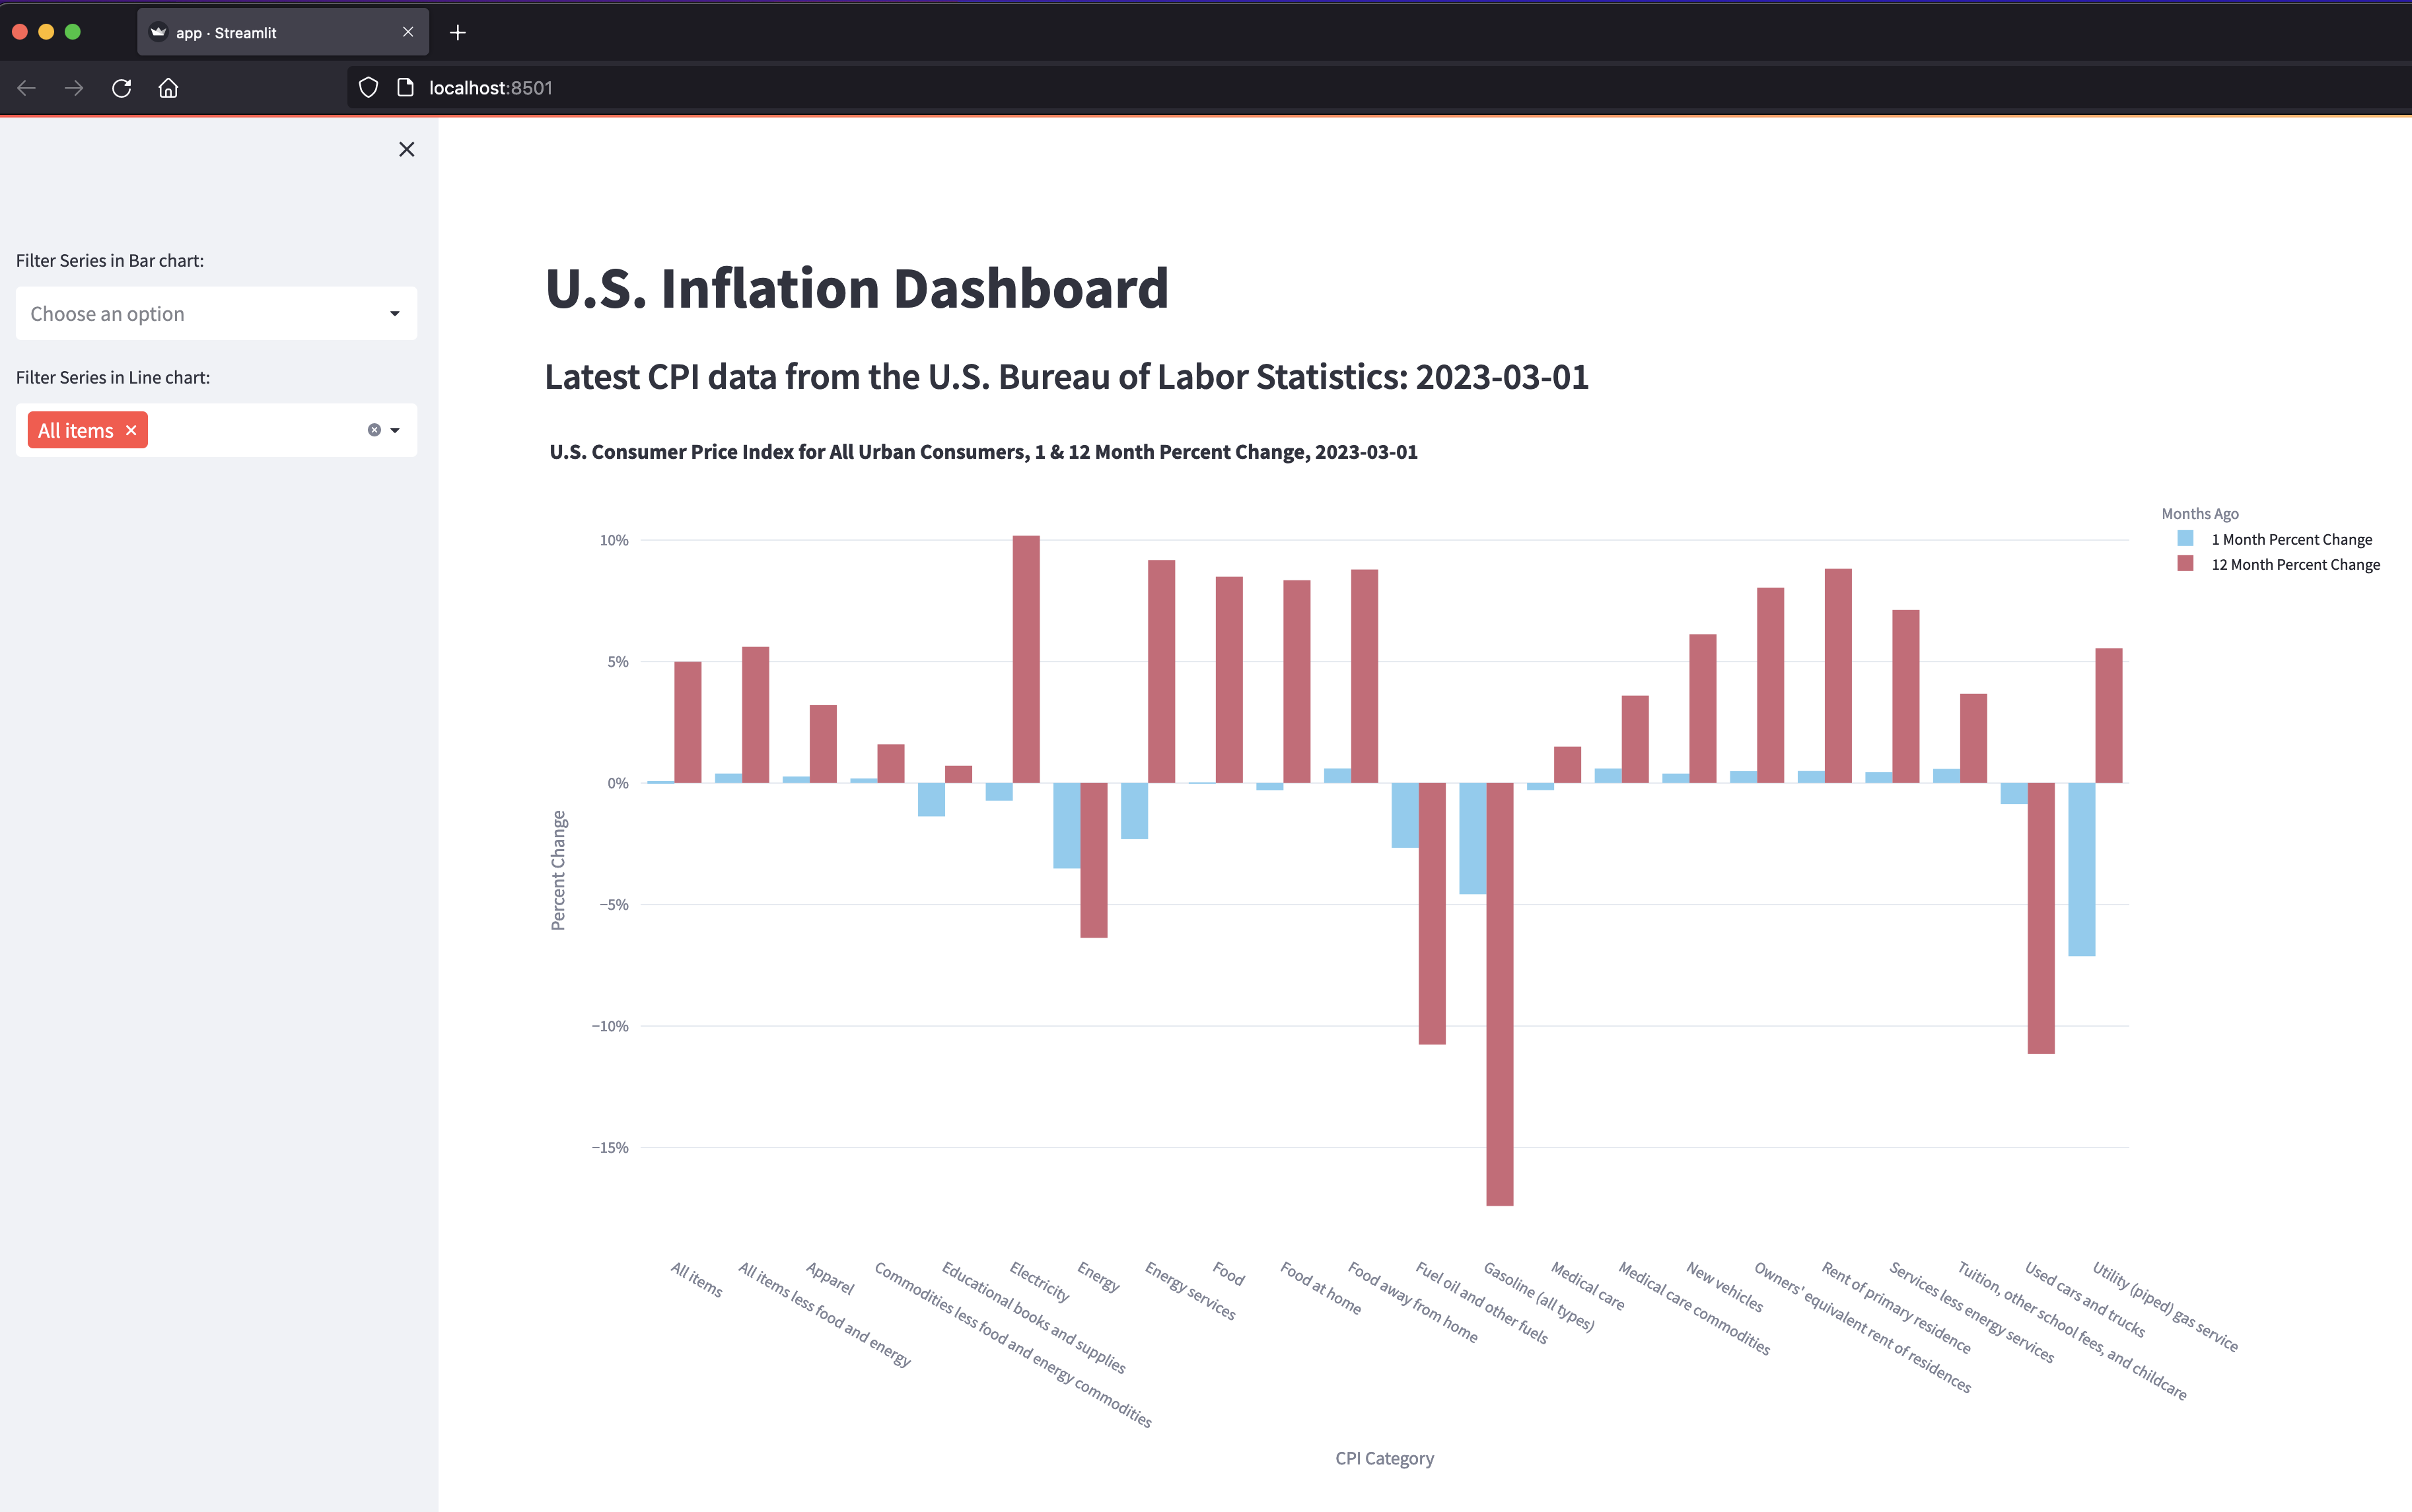 app · Streamlit
localhost:8501
Filter Series in Bar chart:
Choose an option
Filter Series in Line chart:
All items
U.S. Inflation Dashboard
Latest CPI data from the U.S. Bureau of Labor Statistics: 2023-03-01
U.S. Consumer Price Index for All Urban Consumers, 1 & 12 Month Percent Change, 2023-03-01
Months Ago
1 Month Percent Change
12 Month Percent Change
10%
5%
0%
−5%
−10%
−15%
Percent Change
All items
All items less food and energy
Apparel
Commodities less food and energy commodities
Educational books and supplies
Electricity
Energy
Energy services
Food
Food at home
Food away from home
Fuel oil and other fuels
Gasoline (all types)
Medical care
Medical care commodities
New vehicles
Owners' equivalent rent of residences
Rent of primary residence
Services less energy services
Tuition, other school fees, and childcare
Used cars and trucks
Utility (piped) gas service
CPI Category